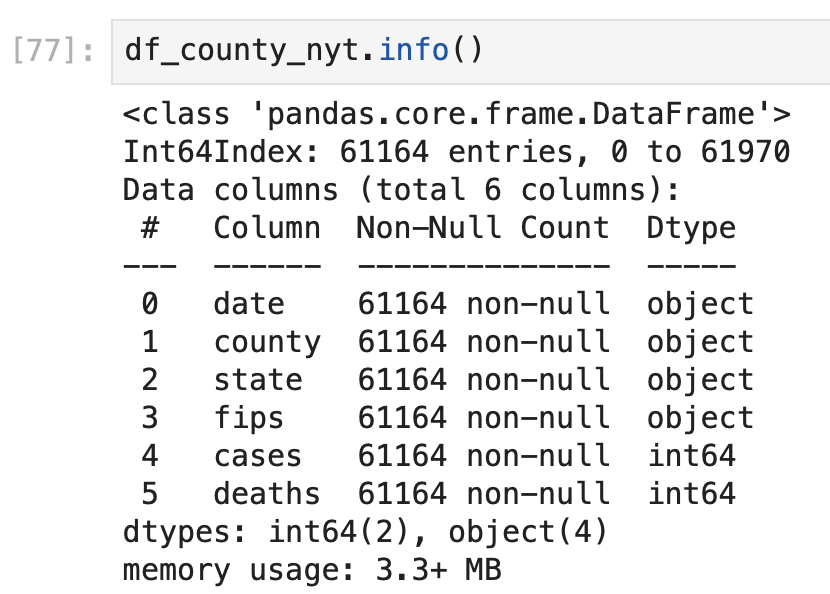 [77]: df_county_nyt.info()
<class 'pandas.core.frame.DataFrame'>
Int64Index: 61164 entries, 0 to 61970
Data columns (total 6 columns):
 #   Column  Non-Null Count  Dtype
---  ------  --------------  -----
 0   date    61164 non-null  object
 1   county  61164 non-null  object
 2   state   61164 non-null  object
 3   fips    61164 non-null  object
 4   cases   61164 non-null  int64
 5   deaths  61164 non-null  int64
dtypes: int64(2), object(4)
memory usage: 3.3+ MB